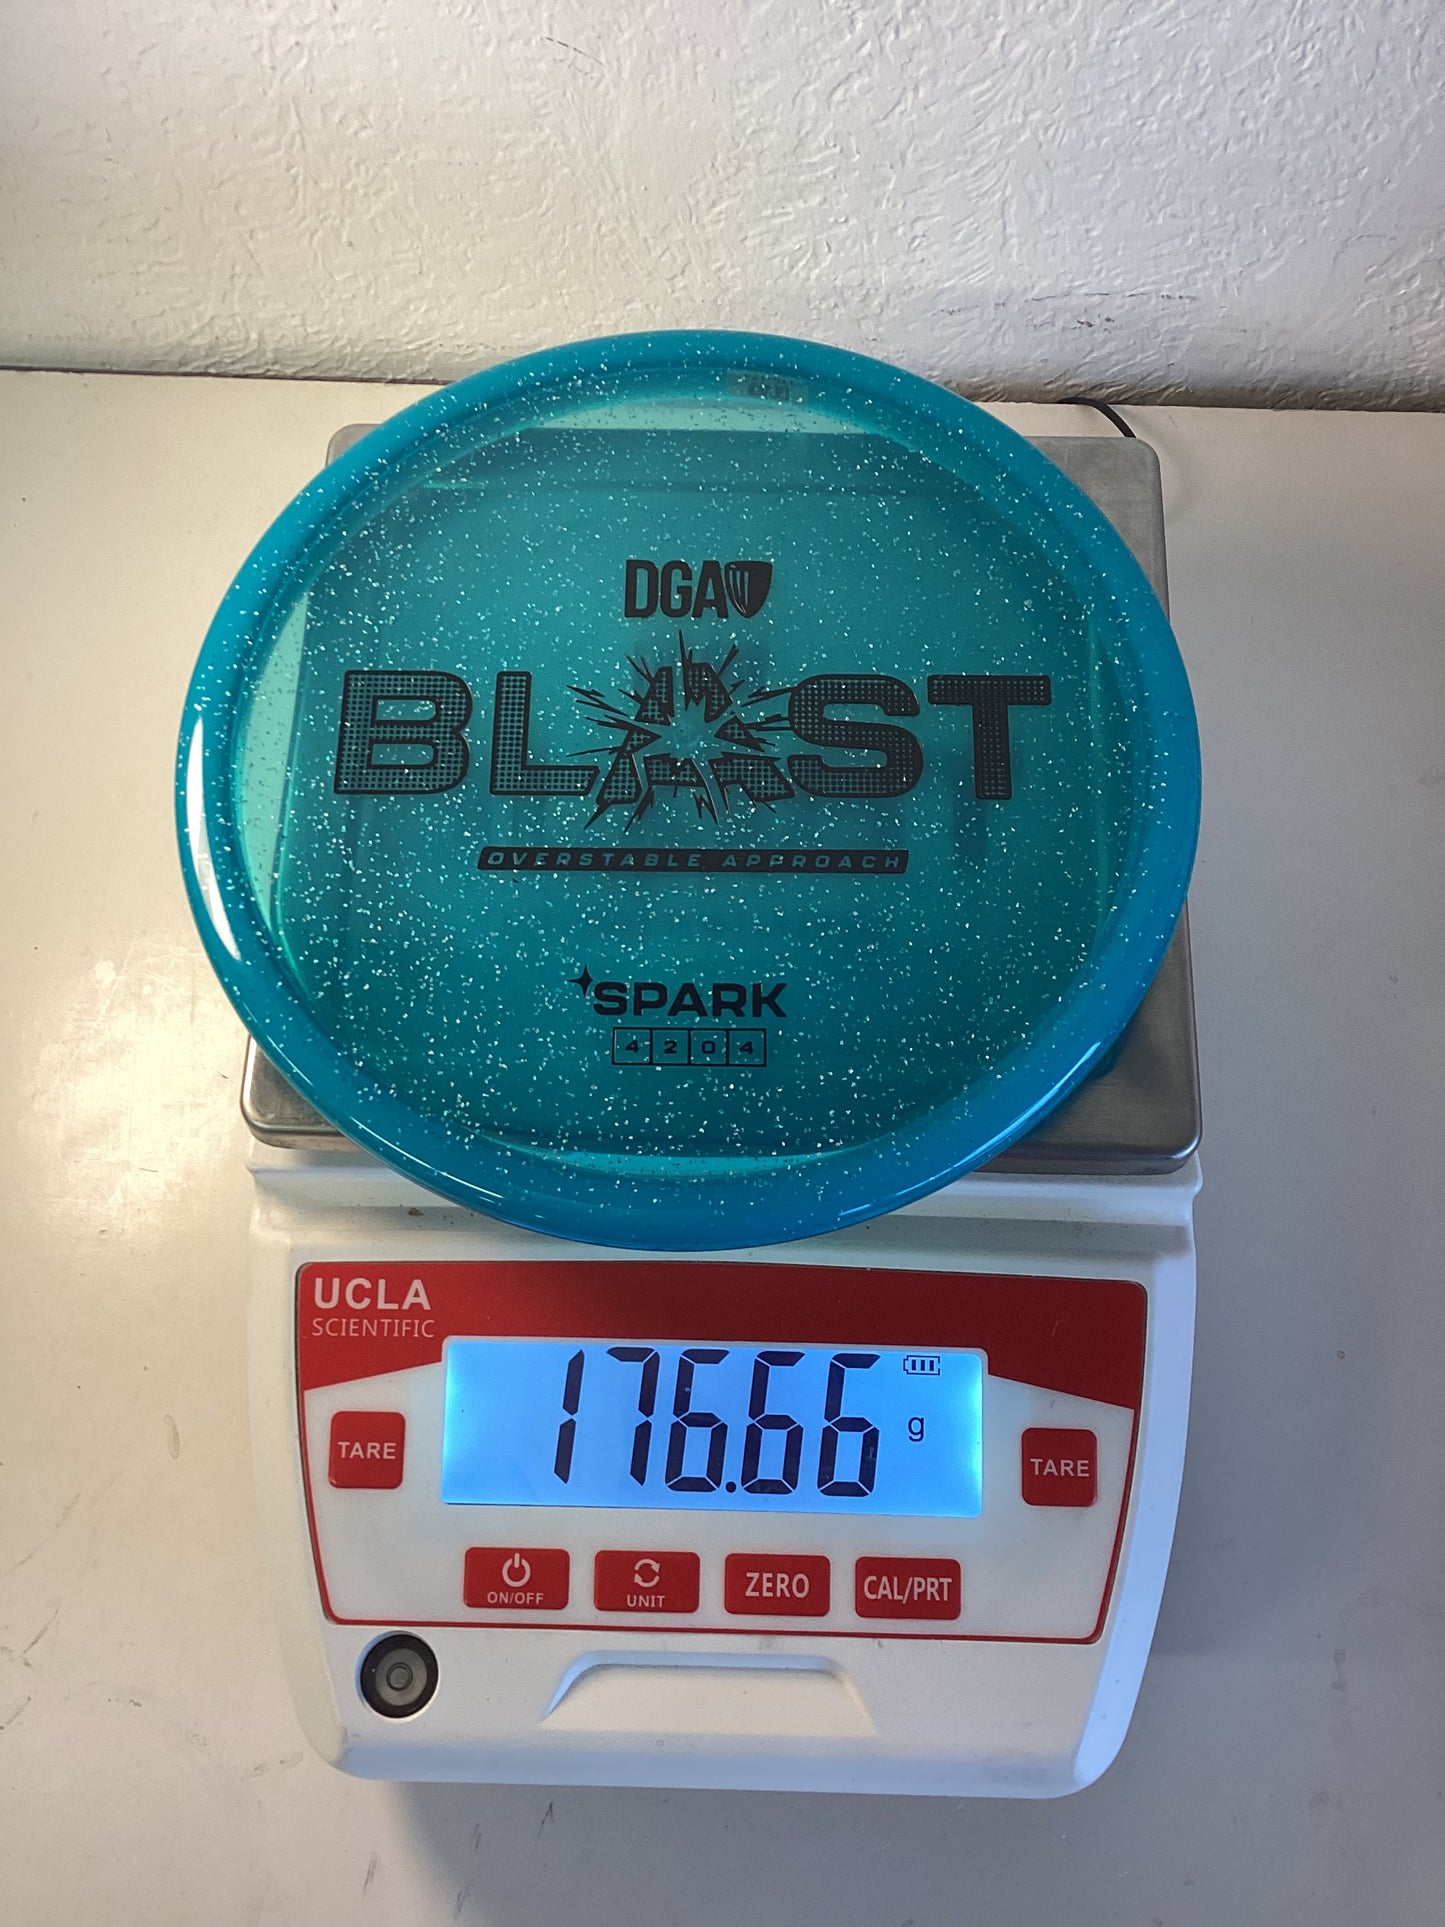 DGA
BLAST
OVERSTABLE APPROACH
SPARK
4 2 0 4
UCLA
SCIENTIFIC
176.66 g
TARE
TARE
ON/OFF
UNIT
ZERO
CAL/PRT